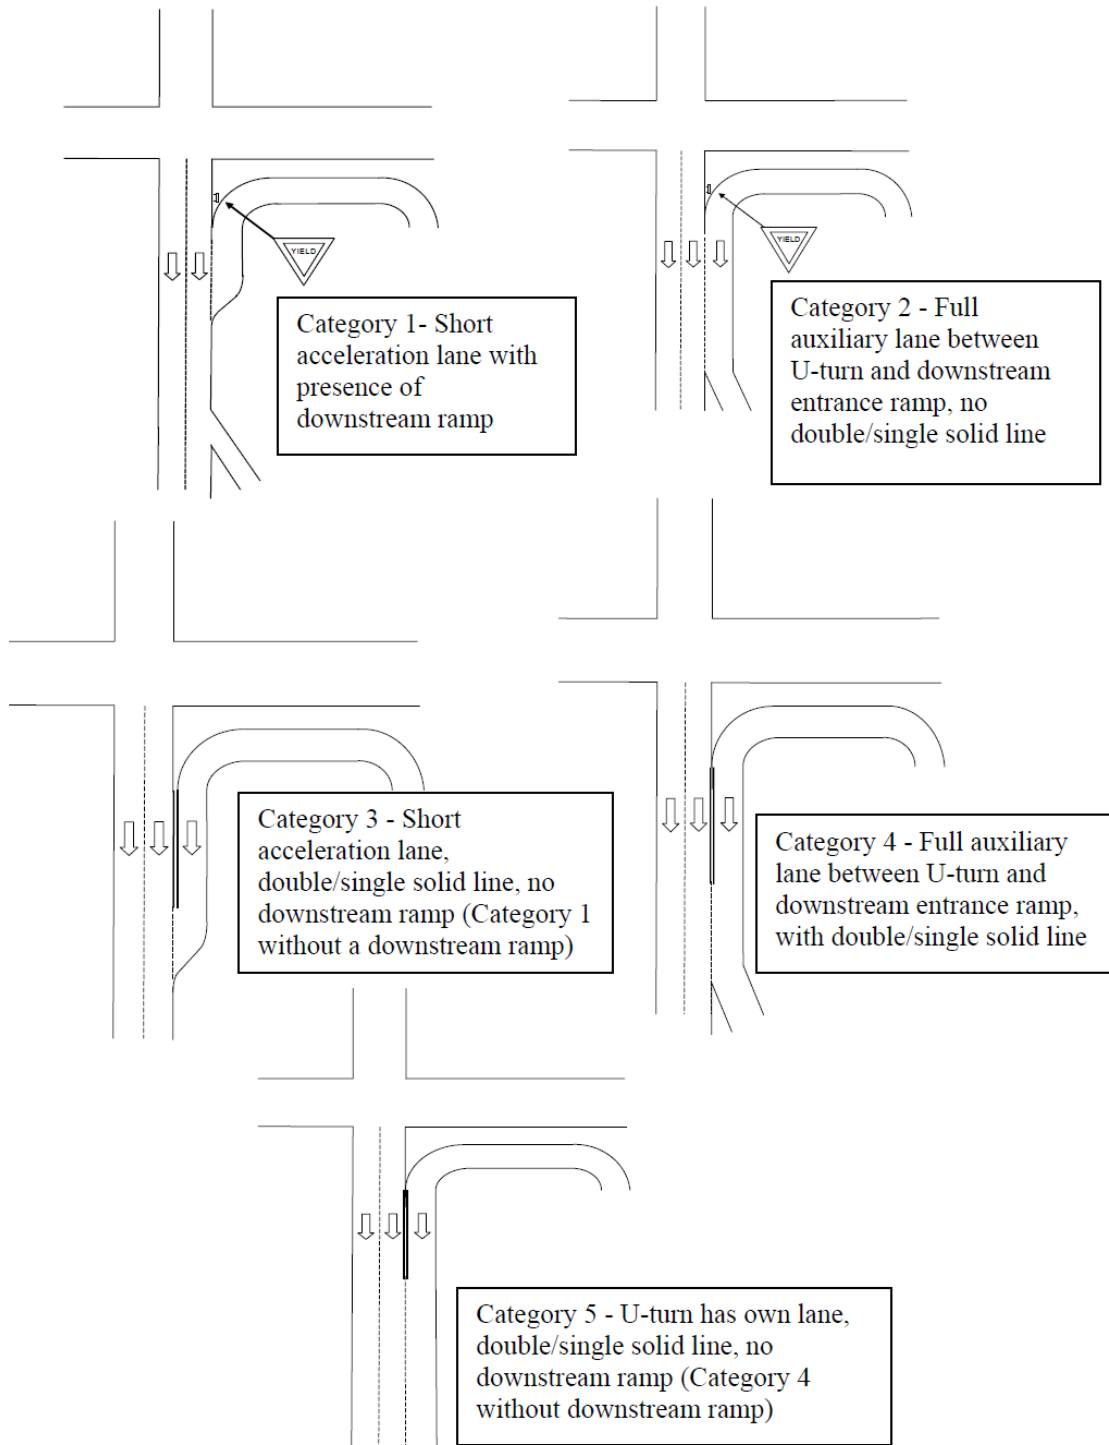 YIELD
Category 1- Short
acceleration lane with
presence of
downstream ramp
YIELD
Category 2 - Full
auxiliary lane between
U-turn and downstream
entrance ramp, no
double/single solid line
Category 3 - Short
acceleration lane,
double/single solid line, no
downstream ramp (Category 1
without a downstream ramp)
Category 4 - Full auxiliary
lane between U-turn and
downstream entrance ramp,
with double/single solid line
Category 5 - U-turn has own lane,
double/single solid line, no
downstream ramp (Category 4
without downstream ramp)